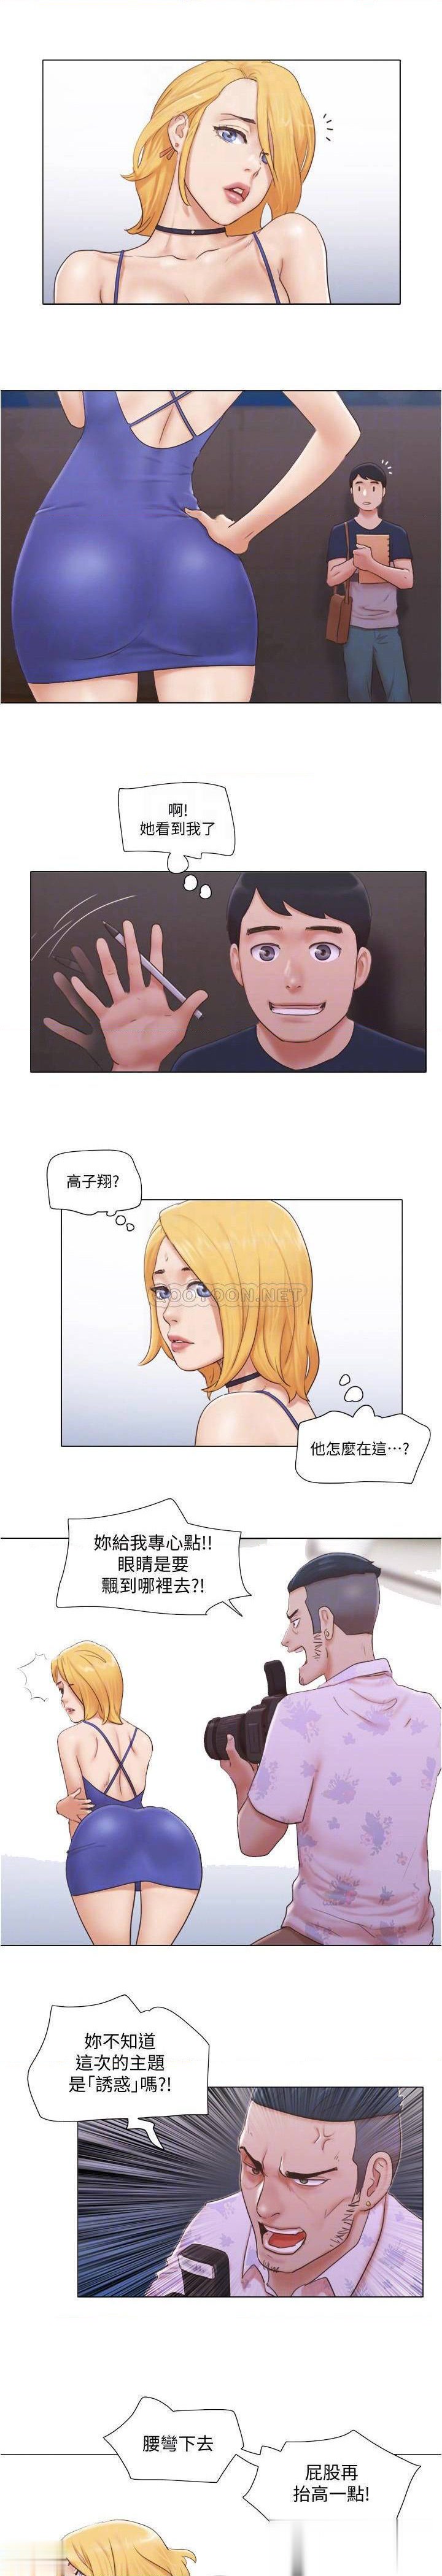 啊!
她看到我了
高子翔?
TOOTOON.NET
他怎麼在這…?
妳給我專心點!!
眼睛是要
飄到哪裡去?!
妳不知道
這次的主題
是「誘惑」嗎?!
腰彎下去
屁股再
抬高一點!